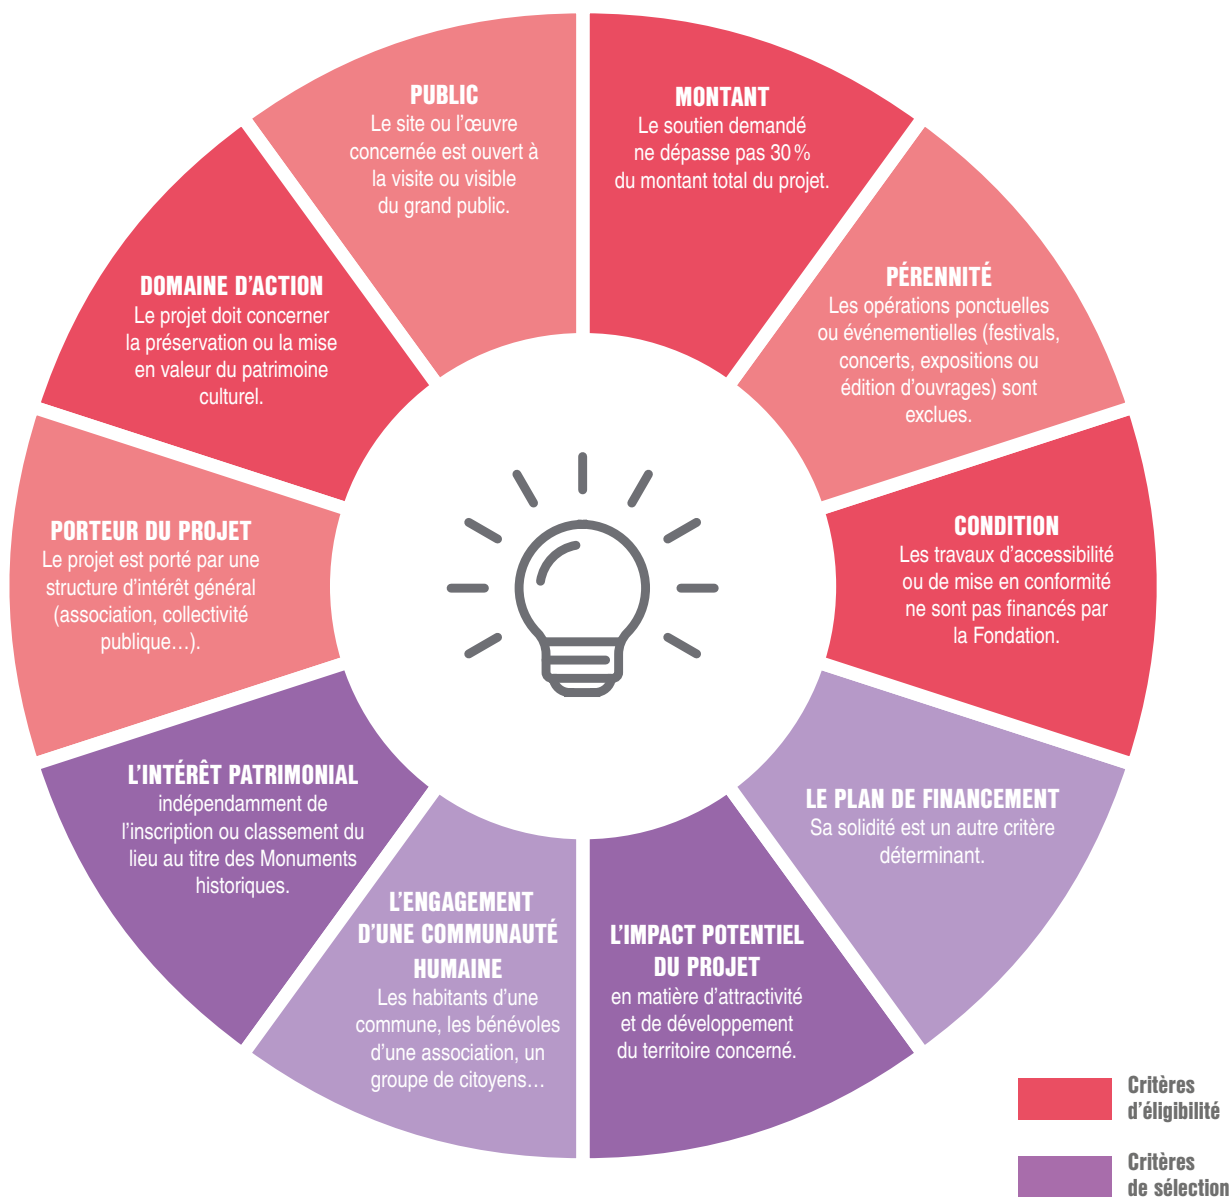 PUBLIC
Le site ou l’œuvre
concernée est ouvert à
la visite ou visible
du grand public.
MONTANT
Le soutien demandé
ne dépasse pas 30 %
du montant total du projet.
PÉRENNITÉ
Les opérations ponctuelles
ou événementielles (festivals,
concerts, expositions ou
édition d’ouvrages) sont
exclues.
DOMAINE D’ACTION
Le projet doit concerner
la préservation ou la mise
en valeur du patrimoine
culturel.
CONDITION
Les travaux d’accessibilité
ou de mise en conformité
ne sont pas financés par
la Fondation.
PORTEUR DU PROJET
Le projet est porté par une
structure d’intérêt général
(association, collectivité
publique…).
L’INTÉRÊT PATRIMONIAL
indépendamment de
l’inscription ou classement du
lieu au titre des Monuments
historiques.
LE PLAN DE FINANCEMENT
Sa solidité est un autre critère
déterminant.
L’ENGAGEMENT
D’UNE COMMUNAUTÉ
HUMAINE
Les habitants d’une
commune, les bénévoles
d’une association, un
groupe de citoyens…
L’IMPACT POTENTIEL
DU PROJET
en matière d’attractivité
et de développement
du territoire concerné.
Critères
d’éligibilité
Critères
de sélection